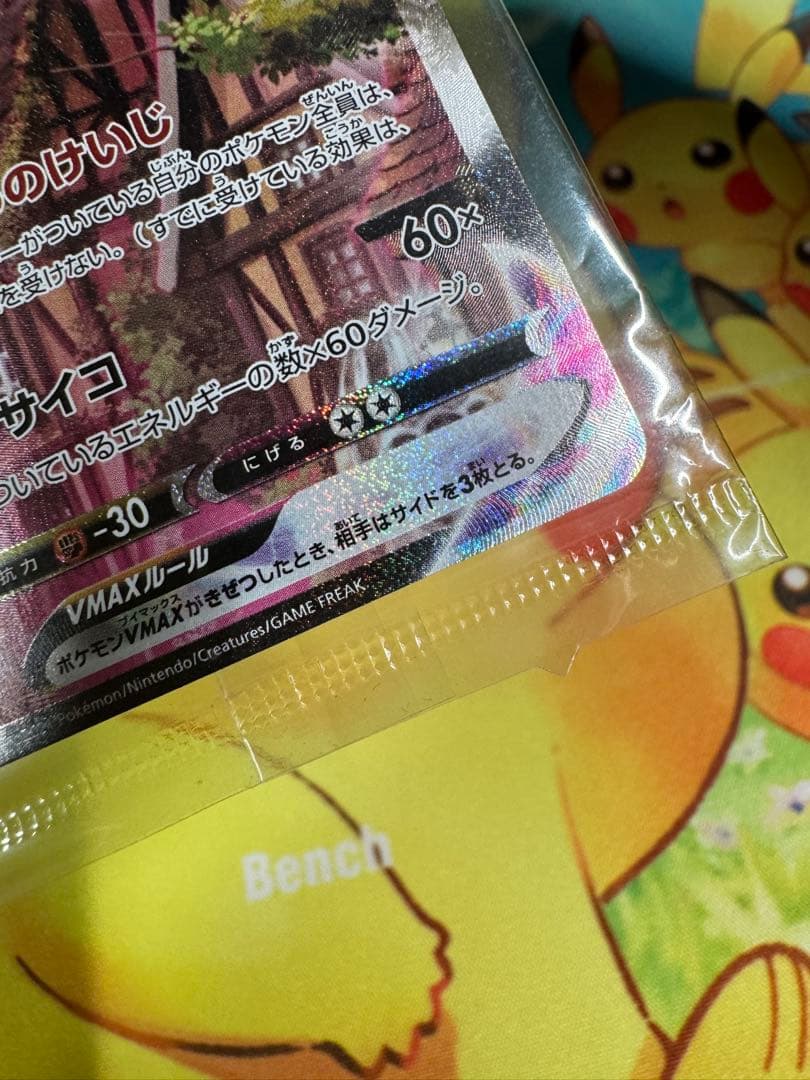 のけいじ
ーがついている自分のポケモン全員は、
を受けない。(すでに受けている効果は、
60×
サイコ
ついているエネルギーの数×60ダメージ。
抗力 -30 にげる
VMAXルール
ポケモンVMAXがきぜつしたとき、相手はサイドを3枚とる。
Pokémon/Nintendo/Creatures/GAME FREAK
Bench